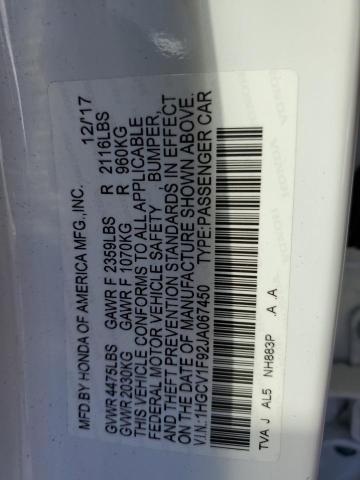 MFD.BY HONDA OF AMERICA MFG.,INC. 12/17
GVWR 4475LBS GAWR F 2359LBS R 2116LBS
GVWR 2030KG GAWR F 1070KG R 960KG
THIS VEHICLE CONFORMS TO ALL APPLICABLE
FEDERAL MOTOR VEHICLE SAFETY, BUMPER,
AND THEFT PREVENTION STANDARDS IN EFFECT
ON THE DATE OF MANUFACTURE SHOWN ABOVE.
V.I.N.:1HGCV1F92JA067450 TYPE:PASSENGER CAR
TVA J AL5 NH883P .A .A